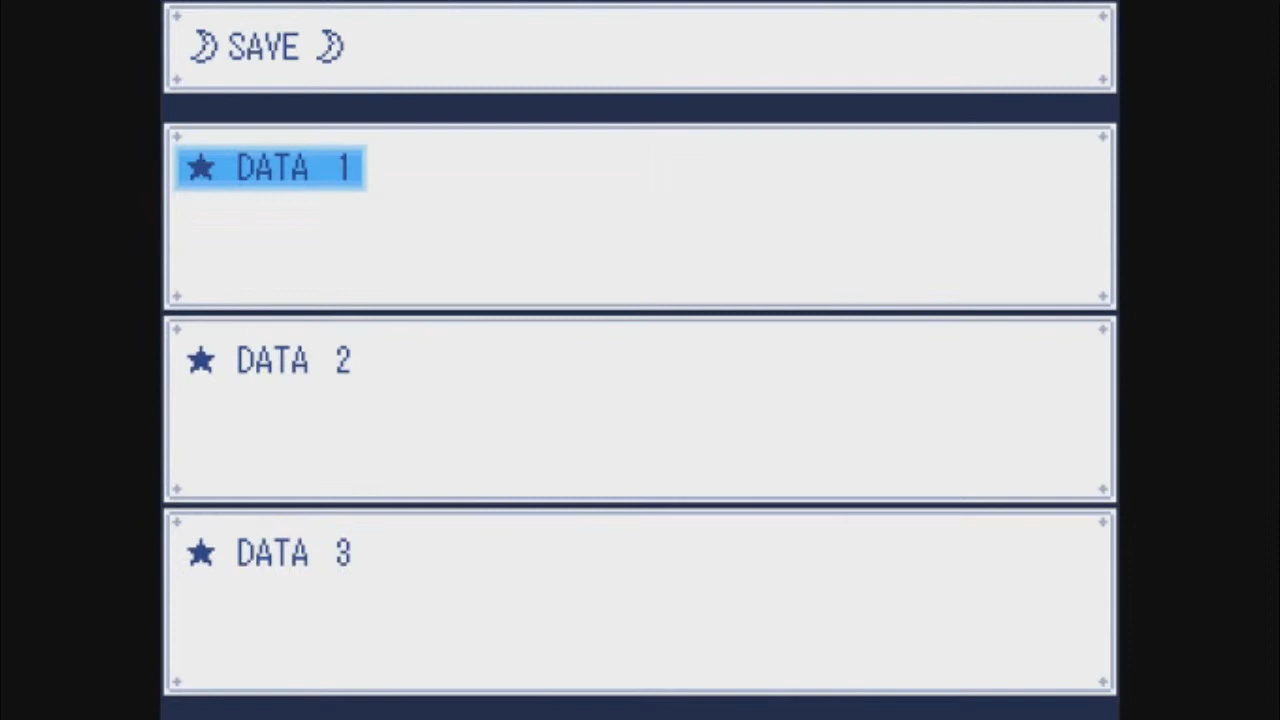 ☽ SAVE ☽
★ DATA 1
★ DATA 2
★ DATA 3